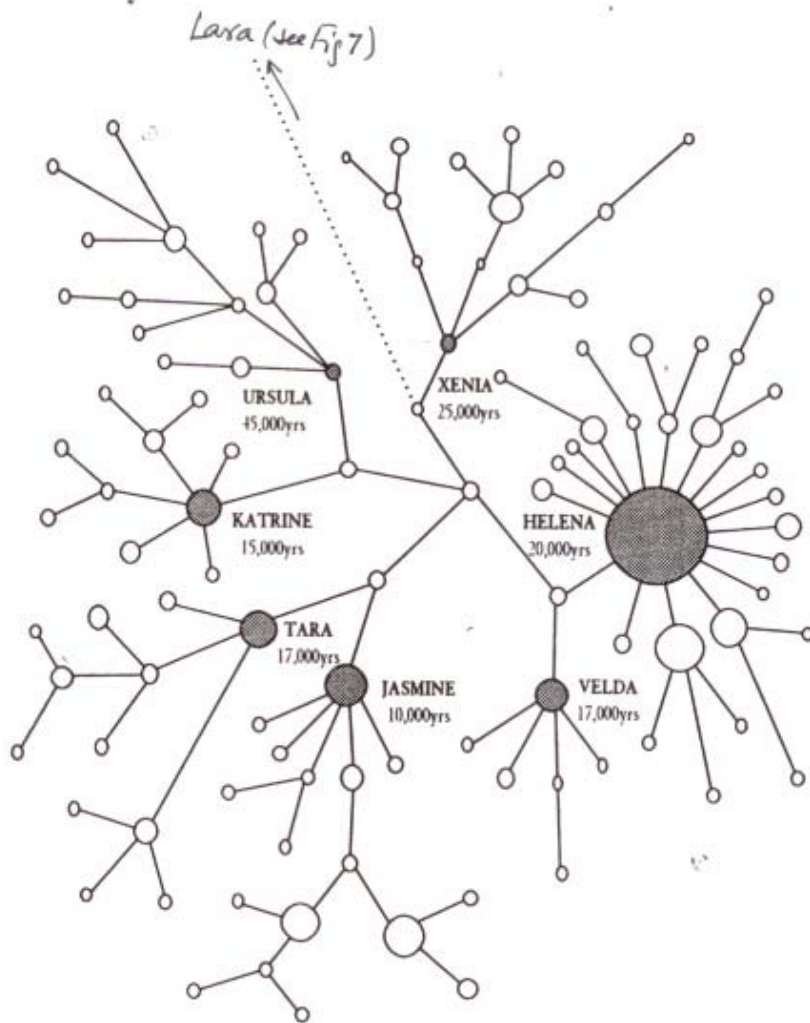 Lara (see Fig 7)
XENIA
25,000yrs
URSULA
45,000yrs
HELENA
20,000yrs
KATRINE
15,000yrs
TARA
17,000yrs
JASMINE
10,000yrs
VELDA
17,000yrs